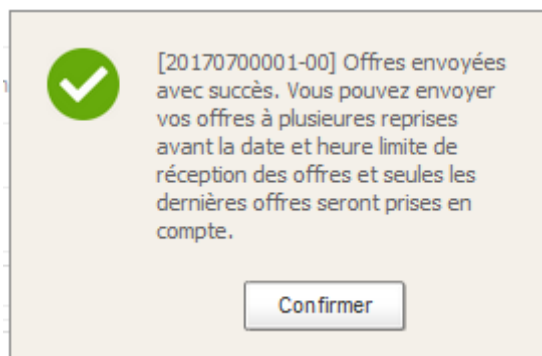 [20170700001-00] Offres envoyées
avec succès. Vous pouvez envoyer
vos offres à plusieures reprises
avant la date et heure limite de
réception des offres et seules les
dernières offres seront prises en
compte.
Confirmer